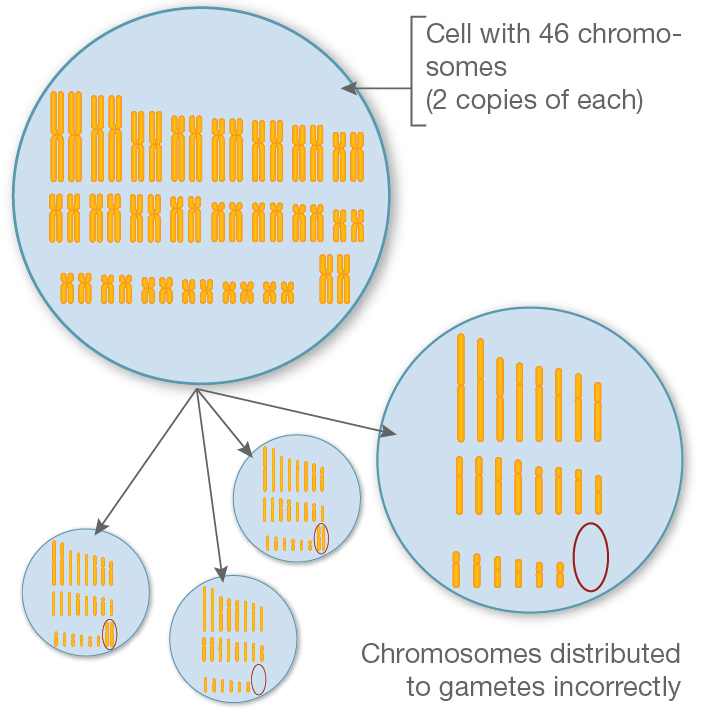 Cell with 46 chromo-
somes
(2 copies of each)
Chromosomes distributed
to gametes incorrectly